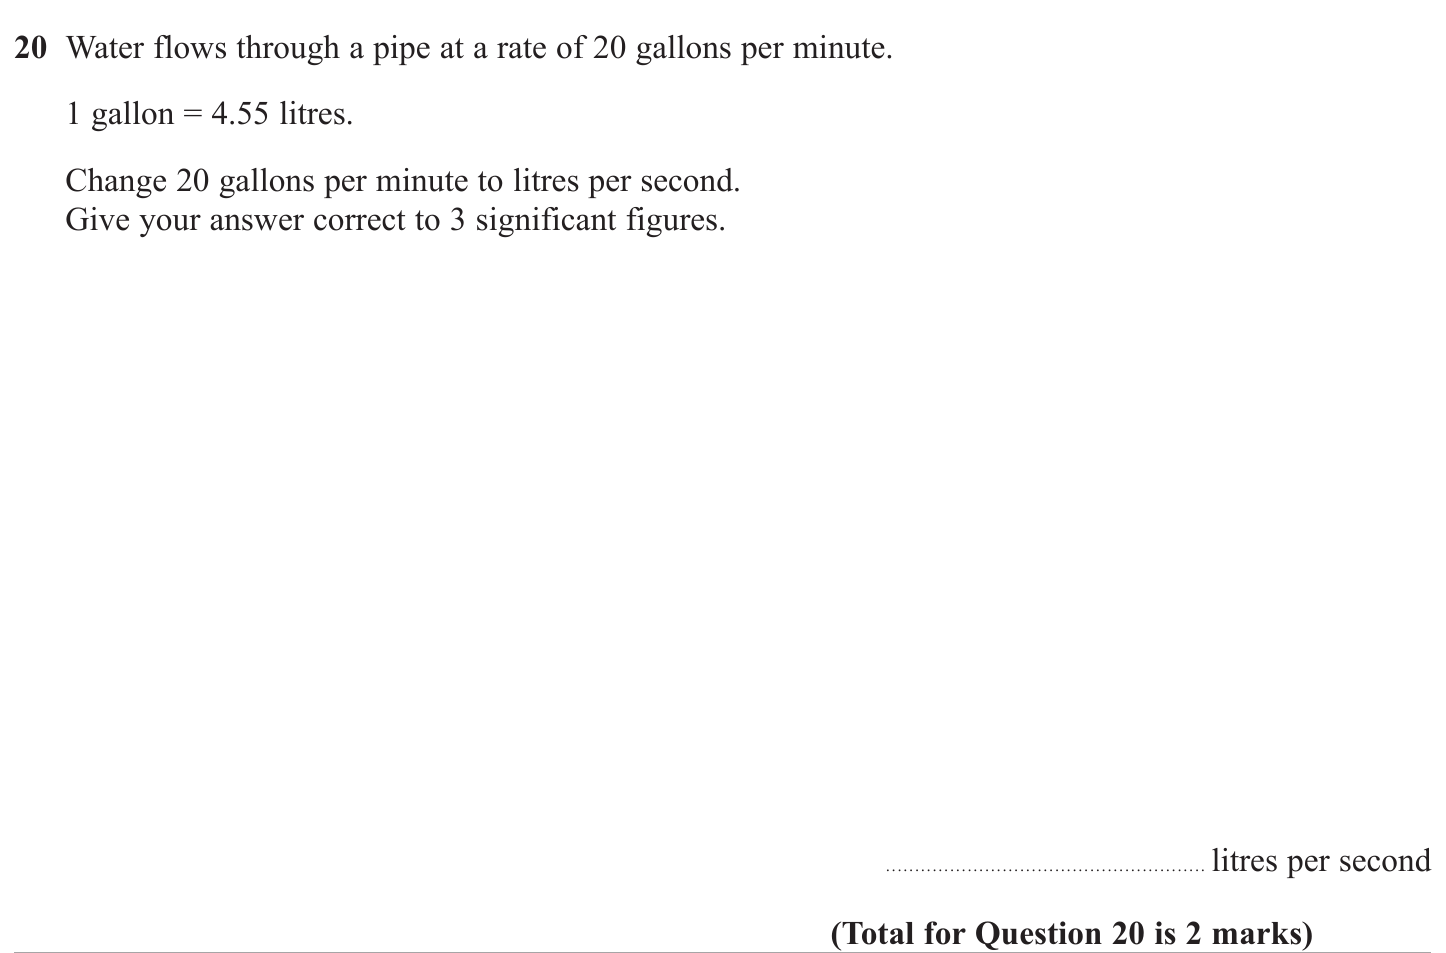 20 Water flows through a pipe at a rate of 20 gallons per minute.
1 gallon = 4.55 litres.
Change 20 gallons per minute to litres per second.
Give your answer correct to 3 significant figures.
....................................................... litres per second
(Total for Question 20 is 2 marks)